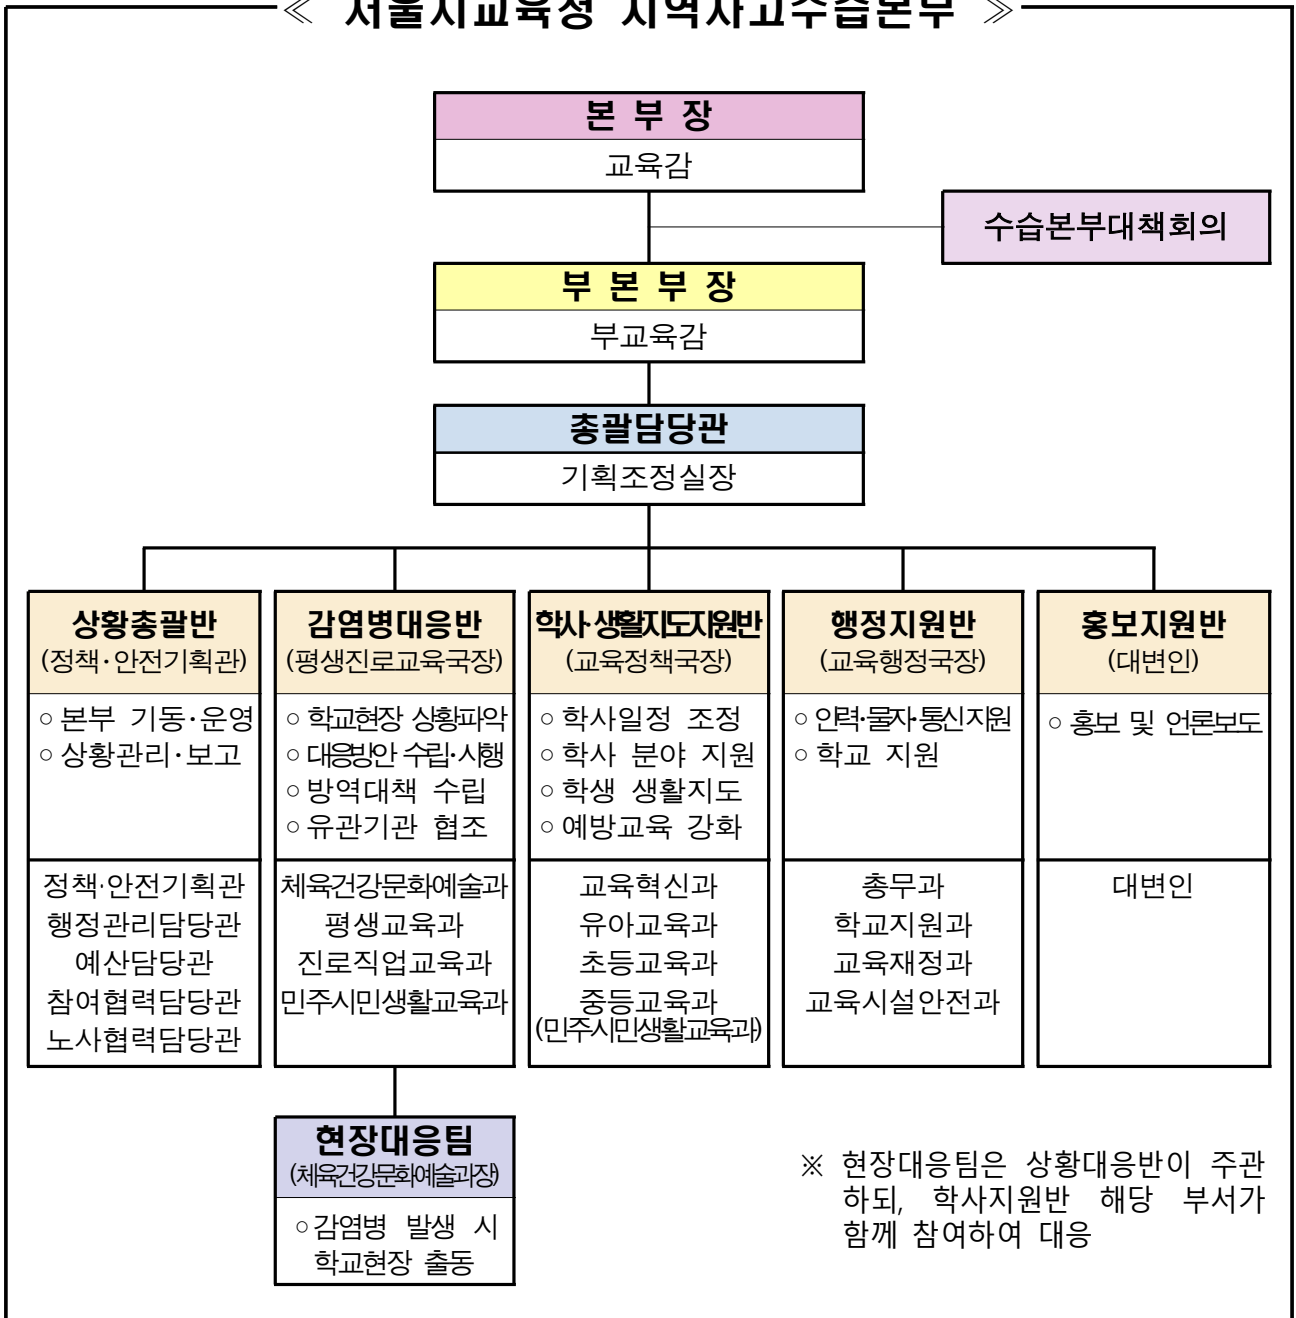 ≪ 서울시교육청 지역사고수습본부 ≫
본 부 장
교육감
수습본부대책회의
부 본 부 장
부교육감
총괄담당관
기획조정실장
상황총괄반
(정책·안전기획관)
○ 본부 기동·운영
○ 상황관리·보고
정책·안전기획관
행정관리담당관
예산담당관
참여협력담당관
노사협력담당관
감염병대응반
(평생진로교육국장)
○ 학교현장 상황파악
○ 대응방안 수립·시행
○ 방역대책 수립
○ 유관기관 협조
체육건강문화예술과
평생교육과
진로직업교육과
민주시민생활교육과
학사·생활지도지원반
(교육정책국장)
○ 학사일정 조정
○ 학사 분야 지원
○ 학생 생활지도
○ 예방교육 강화
교육혁신과
유아교육과
초등교육과
중등교육과
(민주시민생활교육과)
행정지원반
(교육행정국장)
○ 인력·물자·통신지원
○ 학교 지원
총무과
학교지원과
교육재정과
교육시설안전과
홍보지원반
(대변인)
○ 홍보 및 언론보도
대변인
현장대응팀
(체육건강문화예술과장)
○ 감염병 발생 시
학교현장 출동
※ 현장대응팀은 상황대응반이 주관
하되, 학사지원반 해당 부서가
함께 참여하여 대응